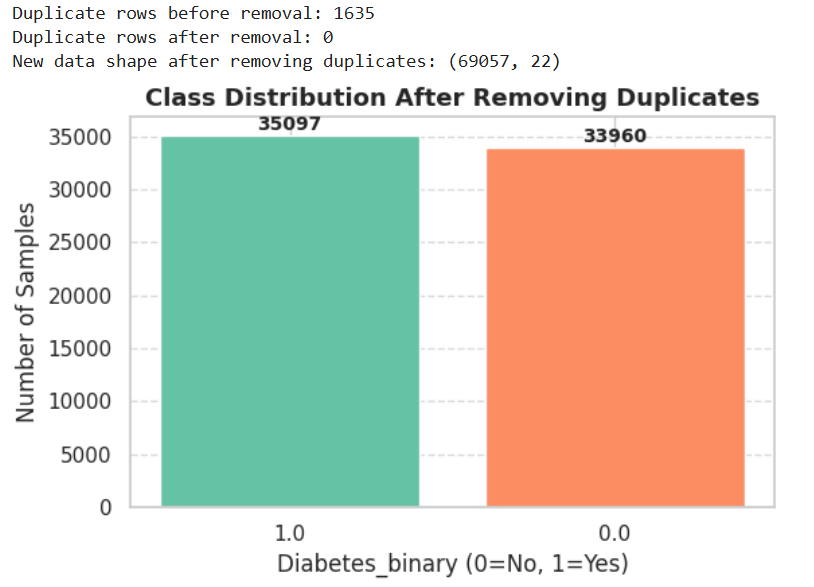 Duplicate rows before removal: 1635
Duplicate rows after removal: 0
New data shape after removing duplicates: (69057, 22)
Class Distribution After Removing Duplicates
35097
33960
35000
30000
25000
20000
15000
10000
5000
0
Number of Samples
1.0 0.0
Diabetes_binary (0=No, 1=Yes)